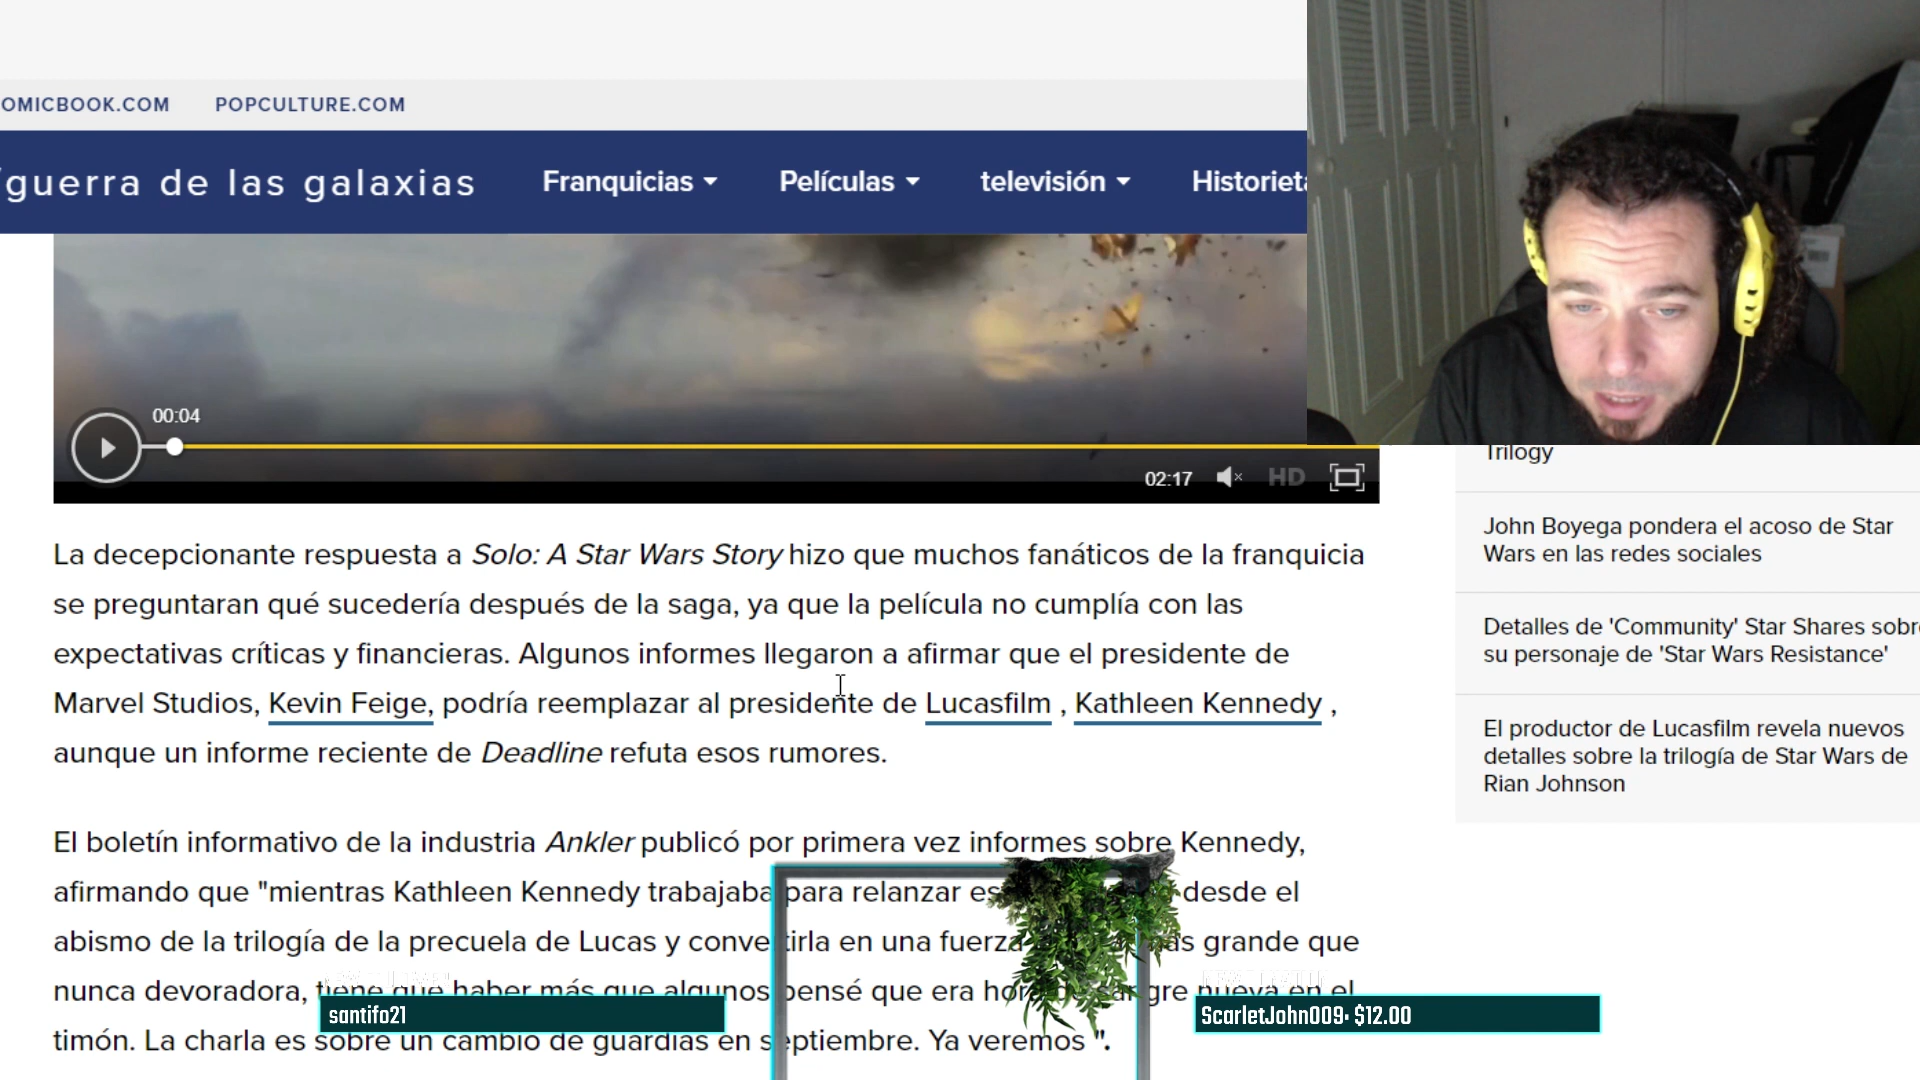 OMICBOOK.COM POPCULTURE.COM
guerra de las galaxias Franquicias Películas televisión Historieta
00:04
02:17 HD
Trilogy
John Boyega pondera el acoso de Star
Wars en las redes sociales
Detalles de 'Community' Star Shares sobre
su personaje de 'Star Wars Resistance'
El productor de Lucasfilm revela nuevos
detalles sobre la trilogía de Star Wars de
Rian Johnson
La decepcionante respuesta a Solo: A Star Wars Story hizo que muchos fanáticos de la franquicia
se preguntaran qué sucedería después de la saga, ya que la película no cumplía con las
expectativas críticas y financieras. Algunos informes llegaron a afirmar que el presidente de
Marvel Studios, Kevin Feige, podría reemplazar al presidente de Lucasfilm , Kathleen Kennedy ,
aunque un informe reciente de Deadline refuta esos rumores.
El boletín informativo de la industria Ankler publicó por primera vez informes sobre Kennedy,
afirmando que "mientras Kathleen Kennedy trabajaba para relanzar desde el
abismo de la trilogía de la precuela de Lucas y convertirla en una fuerza más grande que
nunca devoradora, tiene que haber más que algunos pensé que era hora de sangre nueva en el
timón. La charla es sobre un cambio de guardias en septiembre. Ya veremos ".
santifo21
ScarletJohn009· $12.00